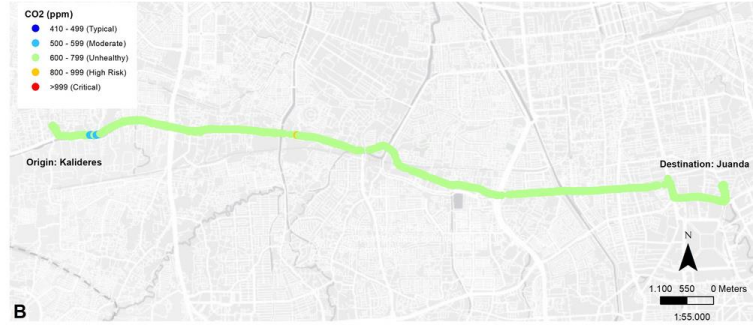 CO2 (ppm)
410 - 499 (Typical)
500 - 599 (Moderate)
600 - 799 (Unhealthy)
800 - 999 (High Risk)
>999 (Critical)
Origin: Kalideres
Destination: Juanda
N
1.100 550 0 Meters
1:55.000
B